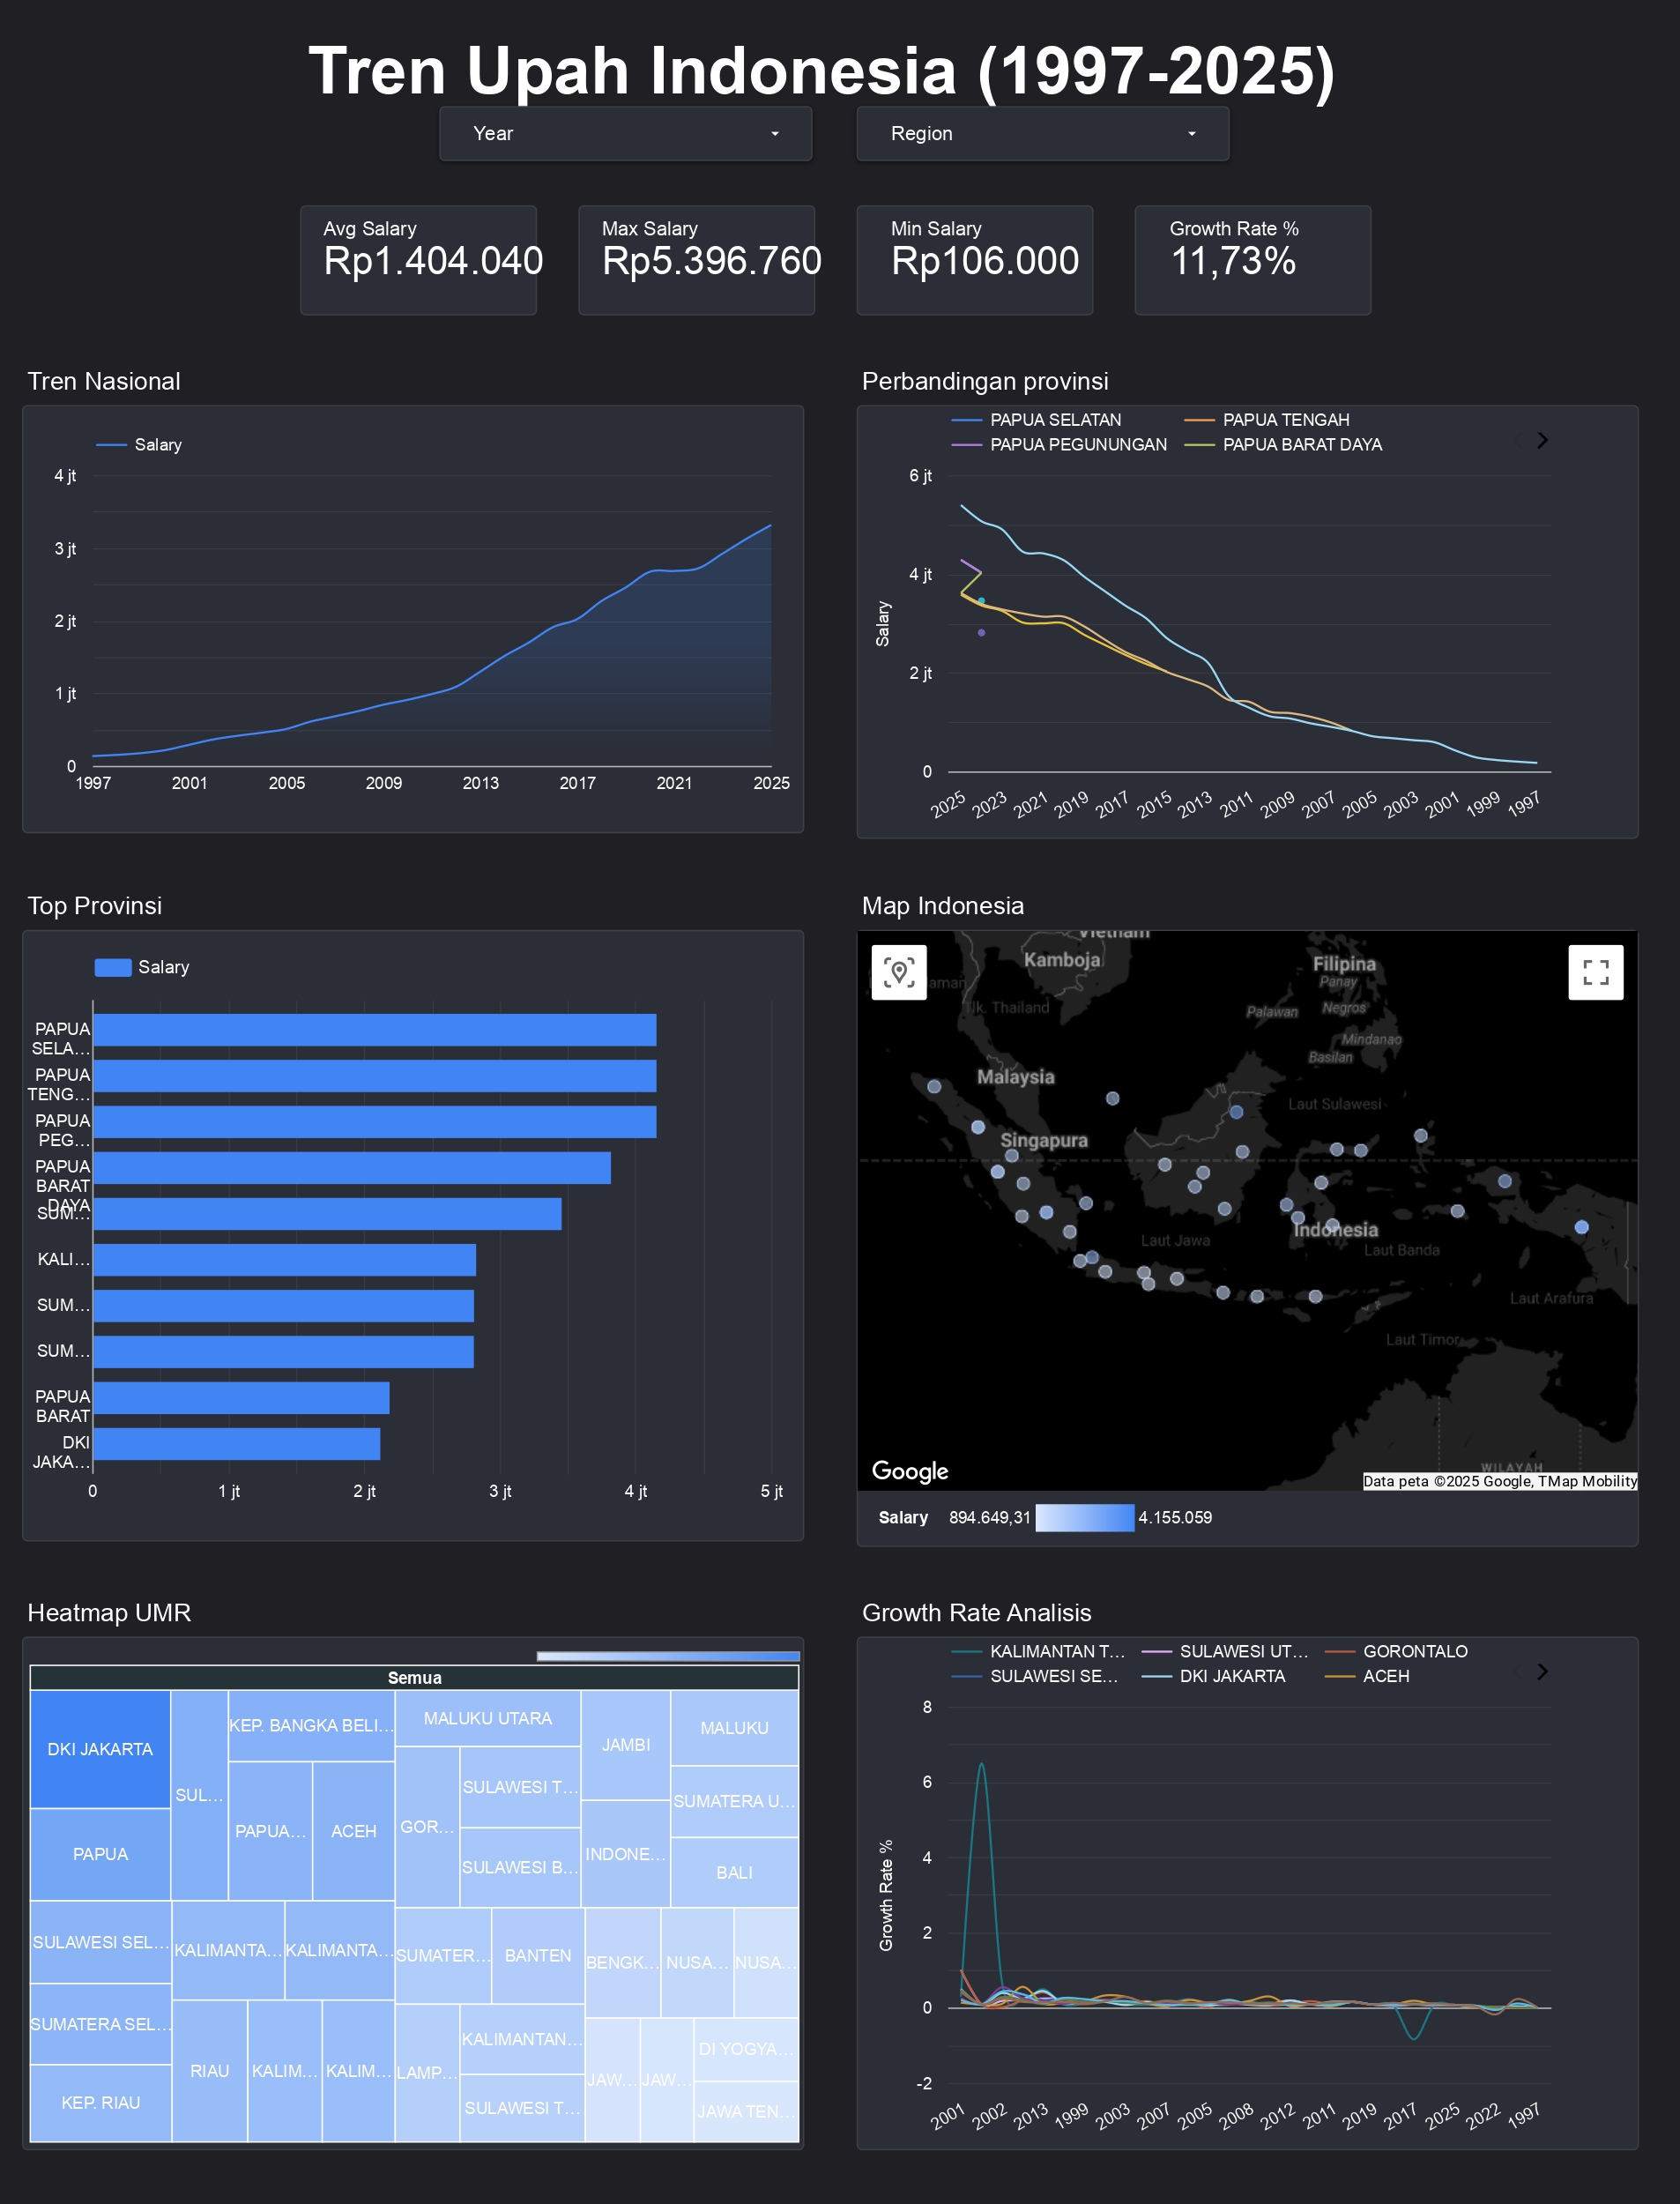 Tren Upah Indonesia (1997-2025)
Year
Region
Avg Salary
Rp1.404.040
Max Salary
Rp5.396.760
Min Salary
Rp106.000
Growth Rate %
11,73%
Tren Nasional
Salary
4 jt
3 jt
2 jt
1 jt
0
1997 2001 2005 2009 2013 2017 2021 2025
Perbandingan provinsi
PAPUA SELATAN PAPUA TENGAH
PAPUA PEGUNUNGAN PAPUA BARAT DAYA
6 jt
4 jt
2 jt
0
Salary
2025 2023 2021 2019 2017 2015 2013 2011 2009 2007 2005 2003 2001 1999 1997
Top Provinsi
Salary
PAPUA
SELA…
PAPUA
TENG…
PAPUA
PEG…
PAPUA
BARAT
DAYA
SUM…
KALI…
SUM…
SUM…
PAPUA
BARAT
DKI
JAKA…
0 1 jt 2 jt 3 jt 4 jt 5 jt
Map Indonesia
Vietnam
Kamboja
Filipina
Panay
Tlk. Thailand
Palawan
Negros
Mindanao
Basilan
Malaysia
Laut Sulawesi
Singapura
Indonesia
Laut Jawa
Laut Banda
Laut Arafura
Laut Timor
WILAYAH
Google
Data peta ©2025 Google, TMap Mobility
Salary 894.649,31 4.155.059
Heatmap UMR
Semua
DKI JAKARTA
PAPUA
SUL…
KEP. BANGKA BELI…
PAPUA…
ACEH
SULAWESI SEL…
SUMATERA SEL…
KEP. RIAU
KALIMANTA…
KALIMANTA…
RIAU
KALIM…
KALIM…
MALUKU UTARA
GOR…
SULAWESI T…
SULAWESI B…
JAMBI
INDONE…
MALUKU
SUMATERA U…
BALI
SUMATER…
BANTEN
LAMP…
KALIMANTAN…
SULAWESI T…
BENGK…
NUSA…
NUSA…
JAW…
JAW…
DI YOGYA…
JAWA TEN…
Growth Rate Analisis
KALIMANTAN T… SULAWESI UT… GORONTALO
SULAWESI SE… DKI JAKARTA ACEH
8
6
4
2
0
-2
Growth Rate %
2001 2002 2013 1999 2003 2007 2005 2008 2012 2011 2019 2017 2025 2022 1997